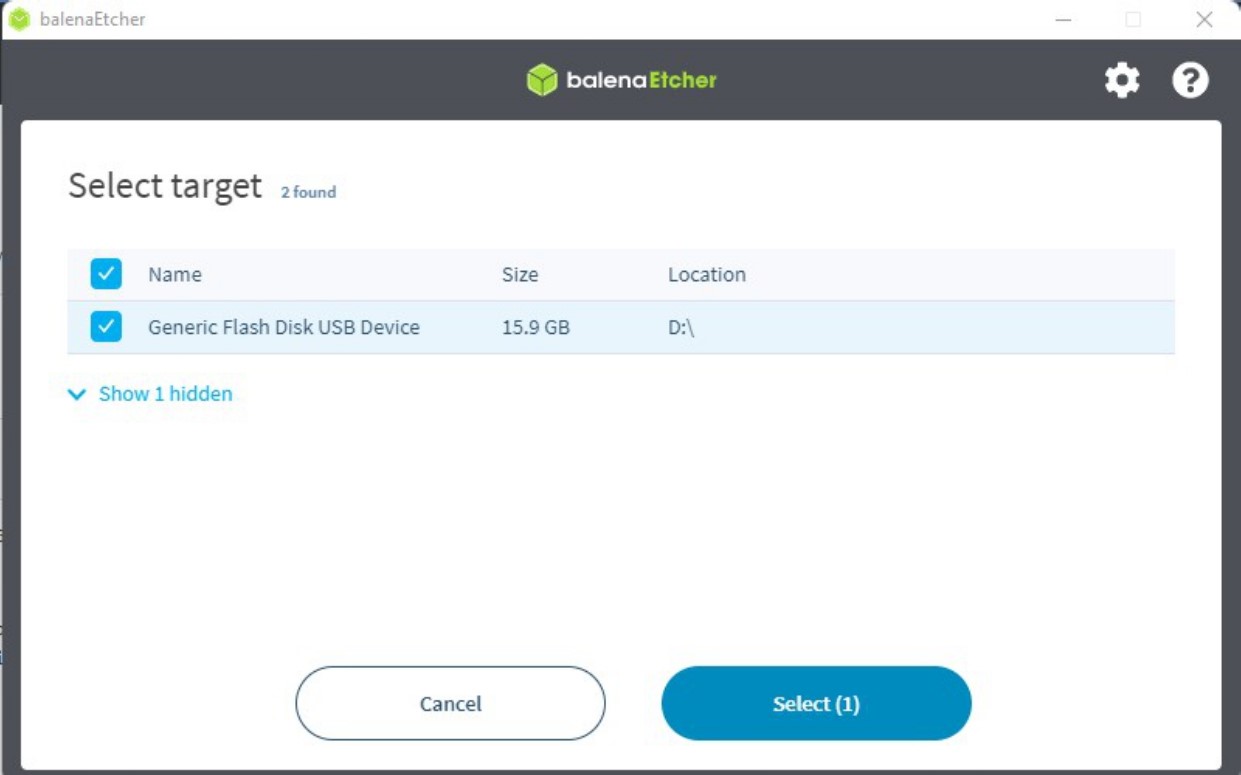 balenaEtcher
balenaEtcher
Select target 2 found
Name Size Location
Generic Flash Disk USB Device 15.9 GB D:\
Show 1 hidden
Cancel Select (1)